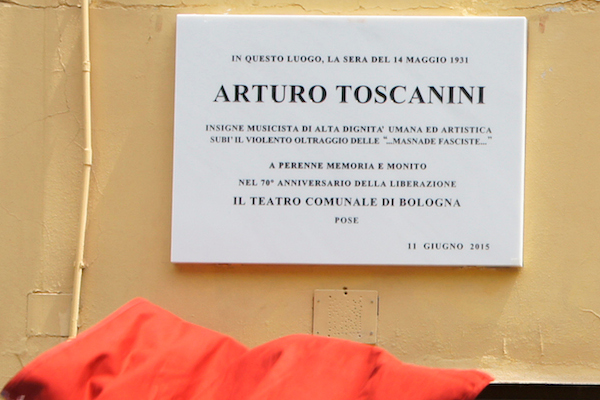 IN QUESTO LUOGO, LA SERA DEL 14 MAGGIO 1931
ARTURO TOSCANINI
INSIGNE MUSICISTA DI ALTA DIGNITA' UMANA ED ARTISTICA
SUBI' IL VIOLENTO OLTRAGGIO DELLE "...MASNADE FASCISTE..."
A PERENNE MEMORIA E MONITO
NEL 70° ANNIVERSARIO DELLA LIBERAZIONE
IL TEATRO COMUNALE DI BOLOGNA
POSE
11 GIUGNO 2015